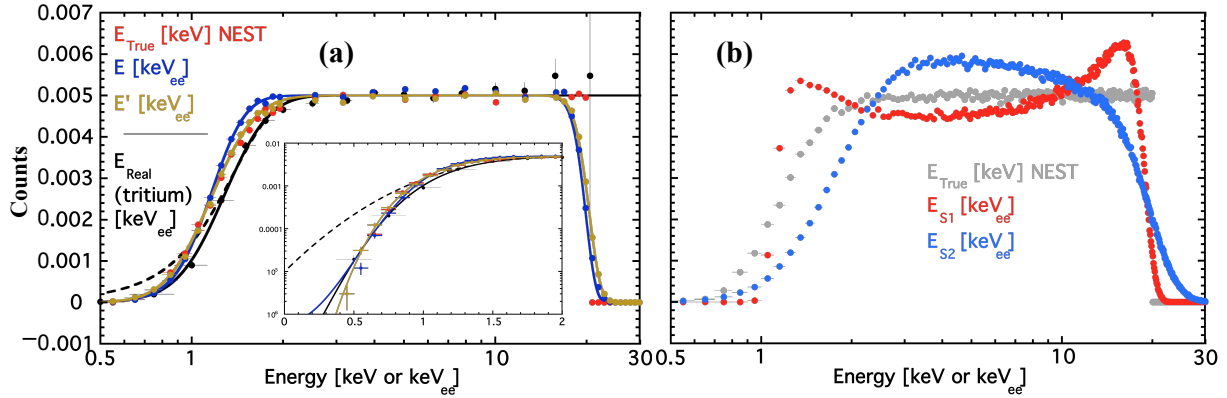 0.007
0.006
0.005
0.004
0.003
0.002
0.001
0
−0.001
Counts
E_True [keV] NEST
E [keV_ee]
E' [keV_ee]
E_Real
(tritium)
[keV_ee]
(a)
0.01
0.001
0.0001
10^5
10^6
0 0.5 1 1.5 2
0.5 1 10 30
Energy [keV or keV_ee]
(b)
E_True [keV] NEST
E_S1 [keV_ee]
E_S2 [keV_ee]
0.5 1 10 30
Energy [keV or keV_ee]